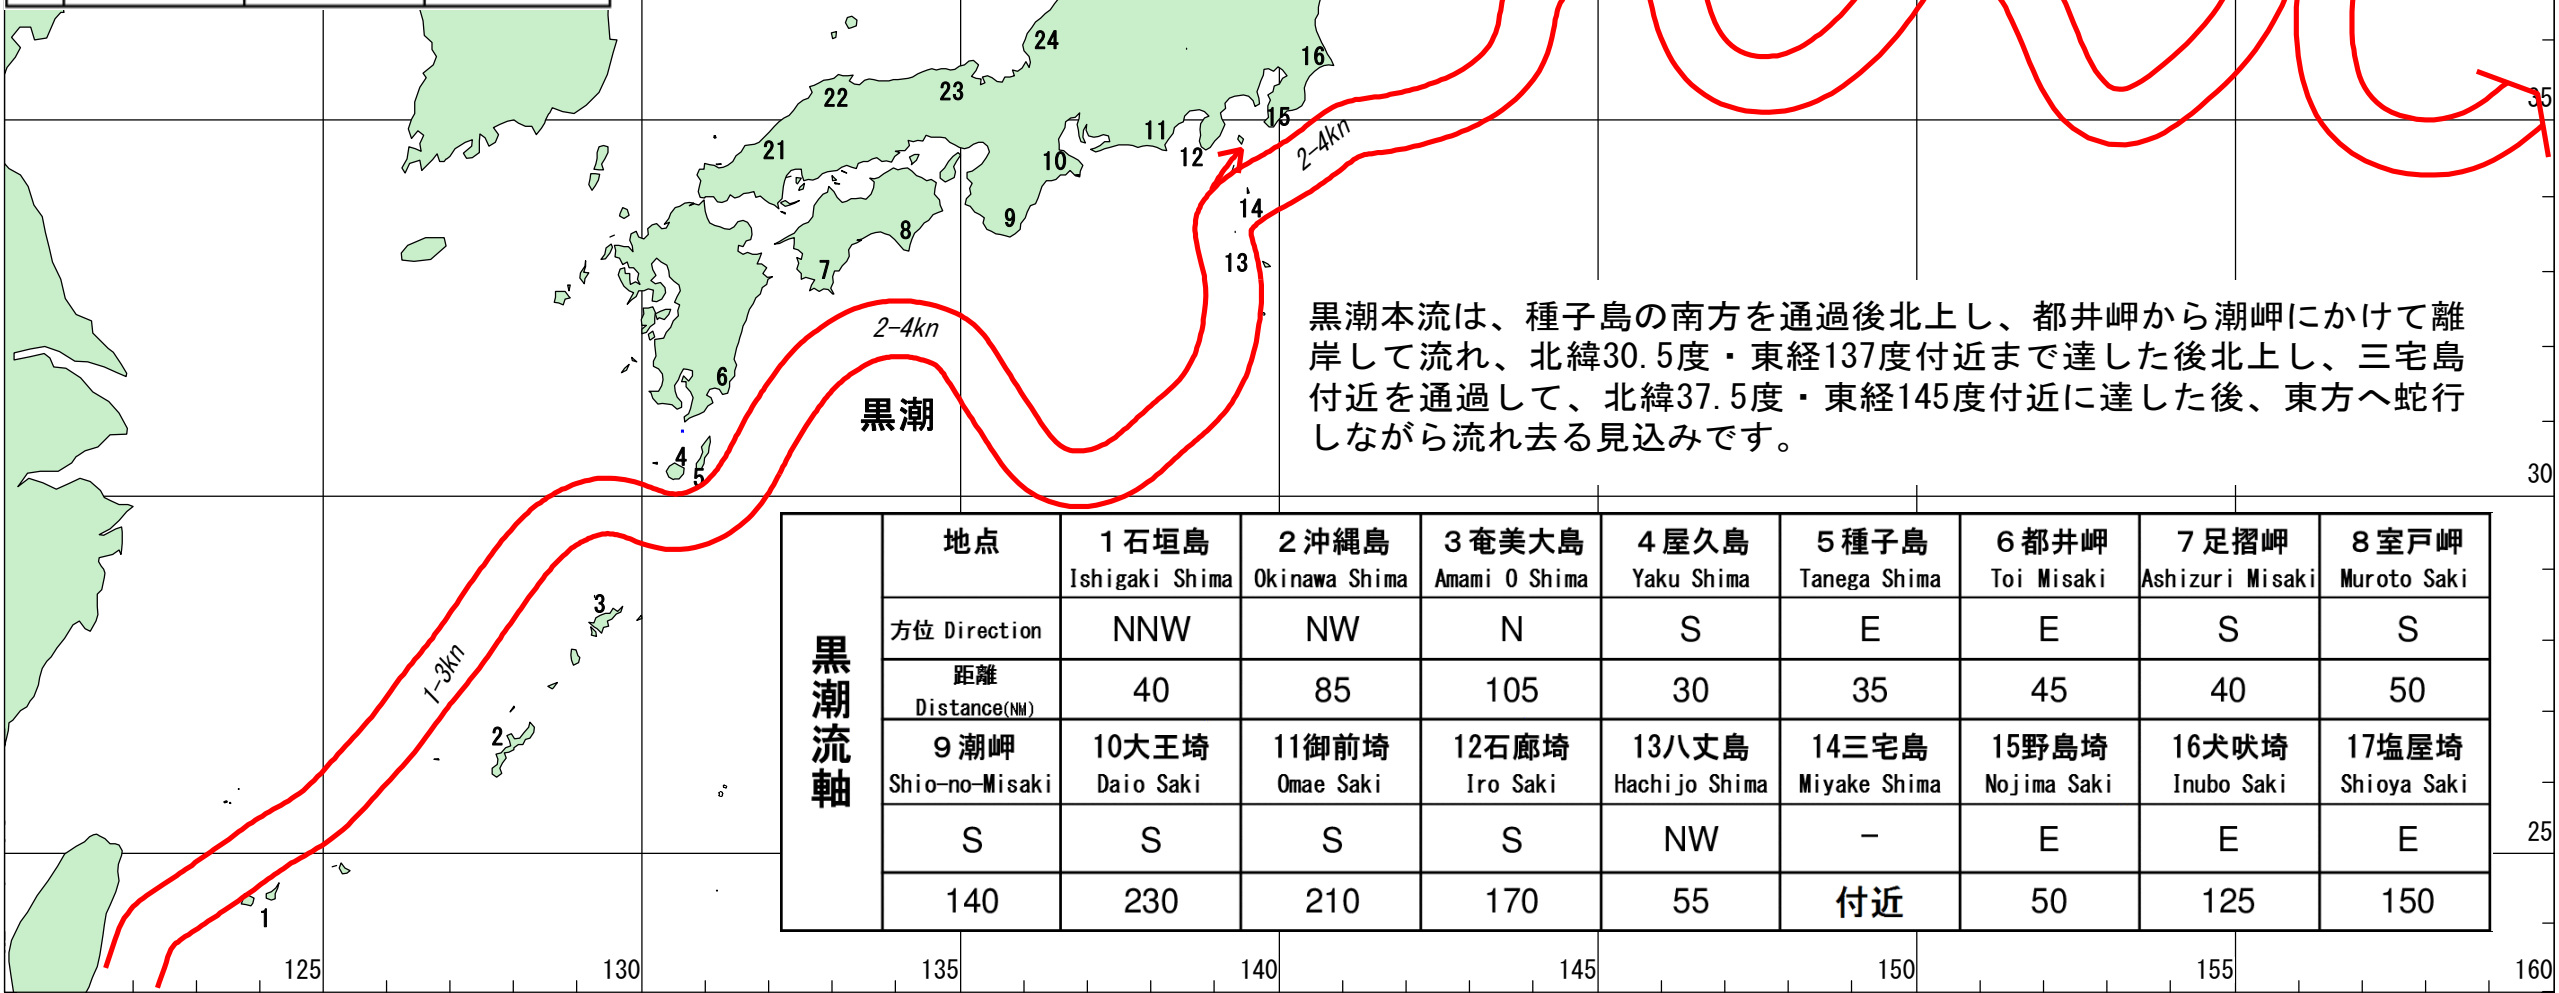 24
16
22
23
35
15
11
21
10
12
2-4kn
14
9
8
13
7
黒潮本流は、種子島の南方を通過後北上し、都井岬から潮岬にかけて離
岸して流れ、北緯30.5度・東経137度付近まで達した後北上し、三宅島
付近を通過して、北緯37.5度・東経145度付近に達した後、東方へ蛇行
しながら流れ去る見込みです。
2-4kn
6
黒潮
4
5
30
3
1-3kn
2
1
25
黒潮流軸
地点 1石垣島 2沖縄島 3奄美大島 4屋久島 5種子島 6都井岬 7足摺岬 8室戸岬
Ishigaki Shima Okinawa Shima Amami O Shima Yaku Shima Tanega Shima Toi Misaki Ashizuri Misaki Muroto Saki
方位 Direction NNW NW N S E E S S
距離
Distance(NM) 40 85 105 30 35 45 40 50
9潮岬 10大王埼 11御前埼 12石廊埼 13八丈島 14三宅島 15野島埼 16犬吠埼 17塩屋埼
Shio-no-Misaki Daio Saki Omae Saki Iro Saki Hachijo Shima Miyake Shima Nojima Saki Inubo Saki Shioya Saki
S S S S NW － E E E
140 230 210 170 55 付近 50 125 150
125 130 135 140 145 150 155 160